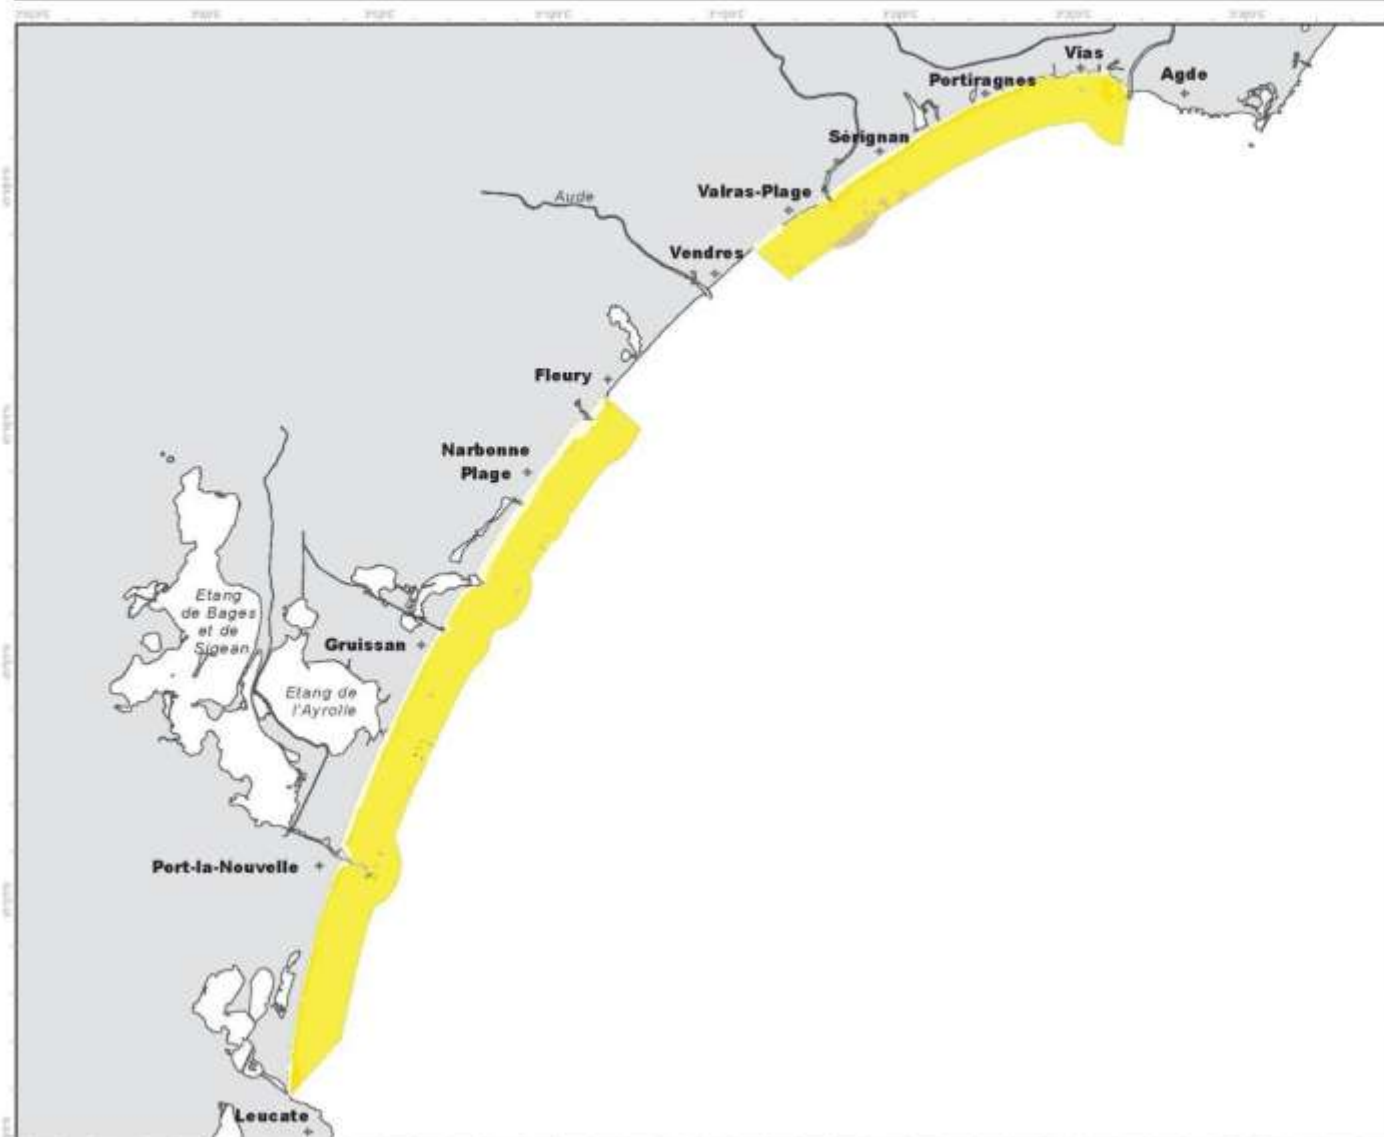 Vias
Agde
Portiragnes
Sérignan
Valras-Plage
Aude
Vendres
Fleury
Narbonne
Plage
Etang
de Bages
et de
Sigean
Gruissan
Etang de
l'Ayrolle
Port-la-Nouvelle
Leucate